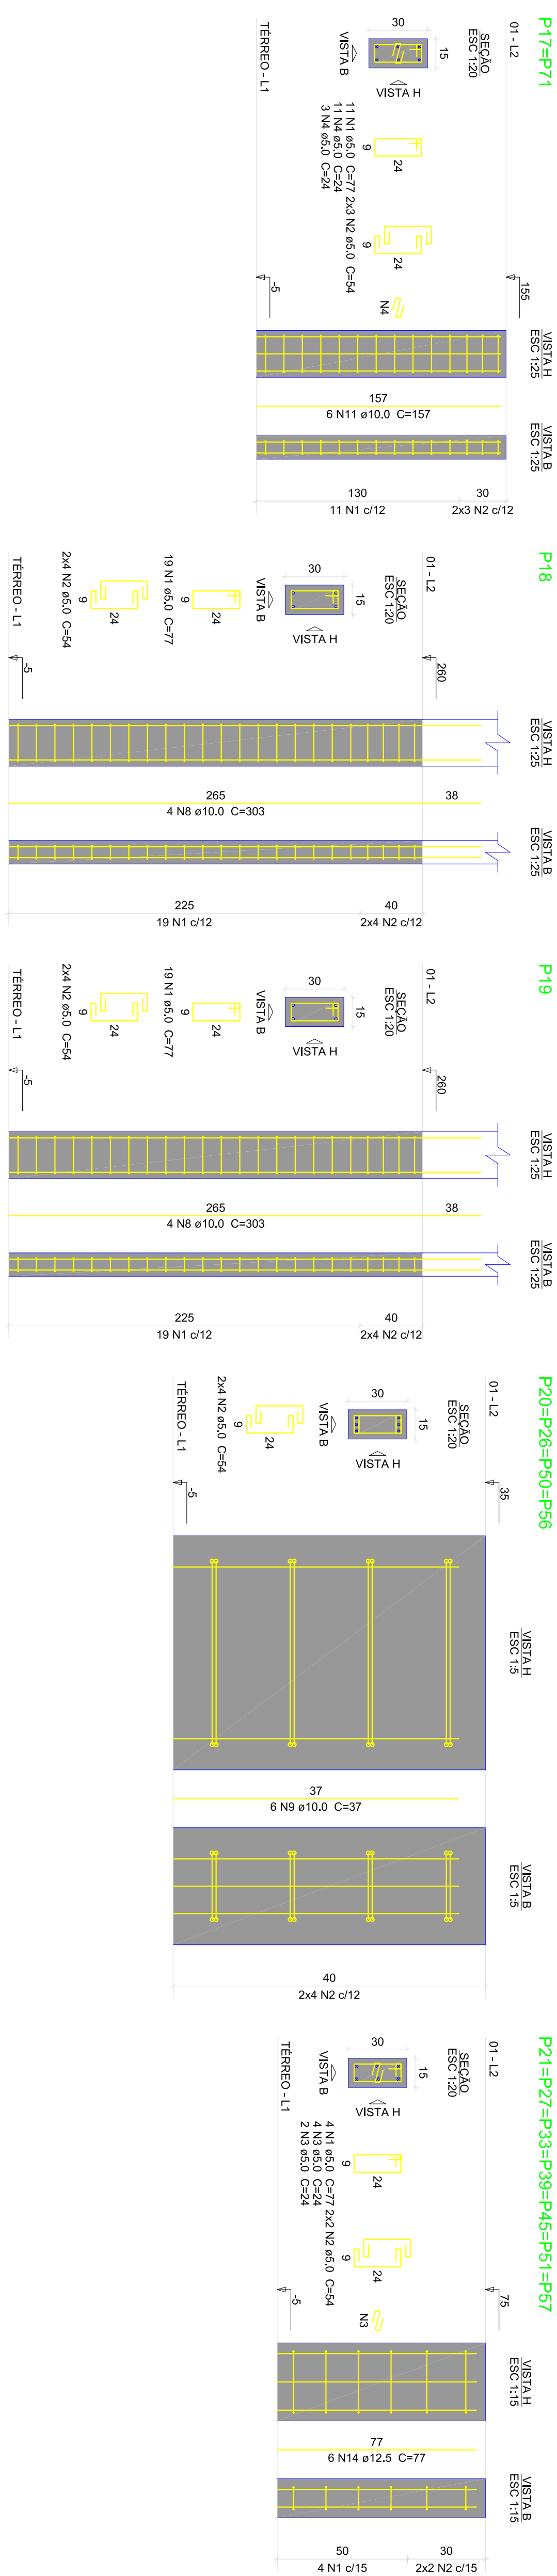 P17=P71
01 - L2
SEÇÃO
ESC 1:20
30
15
VISTA H
VISTA B
TÉRREO - L1
9
24
9
24
N4
11 N1 ø5.0 C=77 2x3 N2 ø5.0 C=54
11 N4 ø5.0 C=24
3 N4 ø5.0 C=24
155
-5
VISTA H
ESC 1:25
157
6 N11 ø10.0 C=157
VISTA B
ESC 1:25
130
11 N1 c/12
30
2x3 N2 c/12
P18
01 - L2
SEÇÃO
ESC 1:20
30
15
VISTA H
VISTA B
19 N1 ø5.0 C=77
9
24
2x4 N2 ø5.0 C=54
9
24
TÉRREO - L1
260
-5
VISTA H
ESC 1:25
265
38
4 N8 ø10.0 C=303
VISTA B
ESC 1:25
225
19 N1 c/12
40
2x4 N2 c/12
P19
01 - L2
SEÇÃO
ESC 1:20
30
15
VISTA H
VISTA B
19 N1 ø5.0 C=77
9
24
2x4 N2 ø5.0 C=54
9
24
TÉRREO - L1
260
-5
VISTA H
ESC 1:25
265
38
4 N8 ø10.0 C=303
VISTA B
ESC 1:25
225
19 N1 c/12
40
2x4 N2 c/12
P20=P26=P50=P56
01 - L2
SEÇÃO
ESC 1:20
30
15
VISTA H
VISTA B
2x4 N2 ø5.0 C=54
9
24
TÉRREO - L1
35
-5
VISTA H
ESC 1:5
37
6 N9 ø10.0 C=37
VISTA B
ESC 1:5
40
2x4 N2 c/12
P21=P27=P33=P39=P45=P51=P57
01 - L2
SEÇÃO
ESC 1:20
30
15
VISTA H
VISTA B
TÉRREO - L1
9
24
9
24
N3
4 N1 ø5.0 C=77 2x2 N2 ø5.0 C=54
4 N3 ø5.0 C=24
2 N3 ø5.0 C=24
75
-5
VISTA H
ESC 1:15
77
6 N14 ø12.5 C=77
VISTA B
ESC 1:15
50
4 N1 c/15
30
2x2 N2 c/15